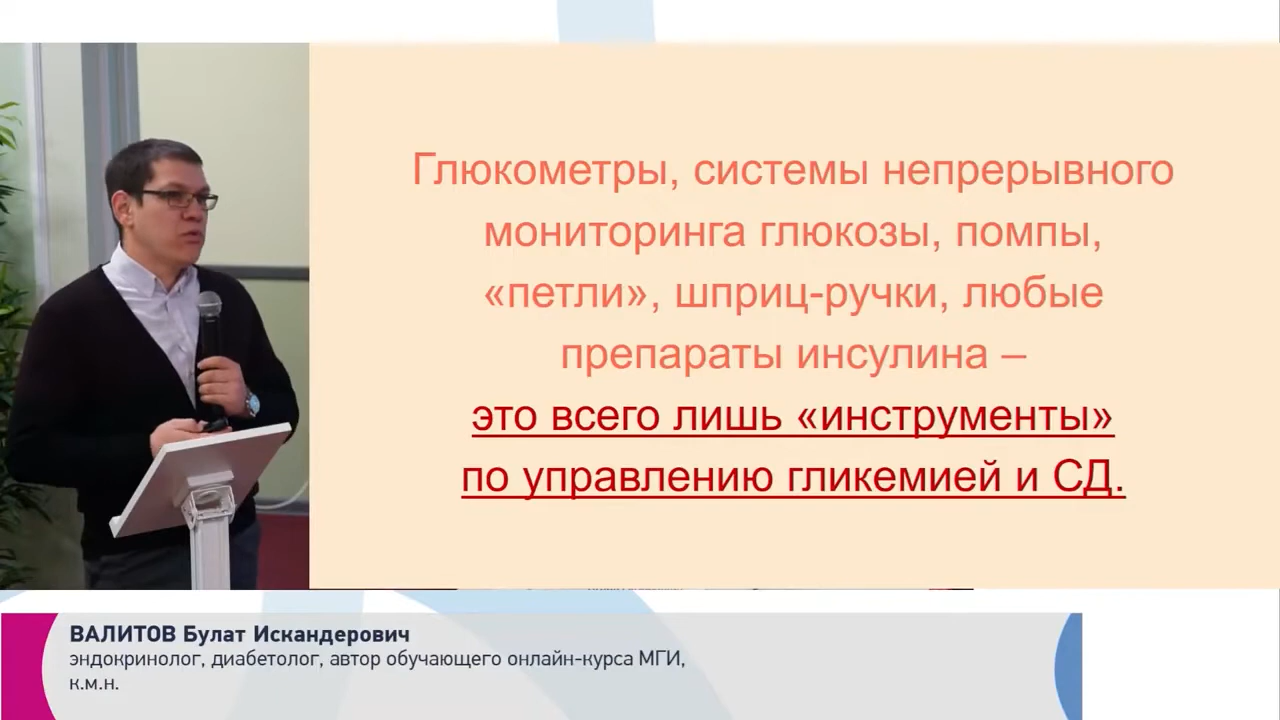 Глюкометры, системы непрерывного
мониторинга глюкозы, помпы,
«петли», шприц-ручки, любые
препараты инсулина –
это всего лишь «инструменты»
по управлению гликемией и СД.
ВАЛИТОВ Булат Искандерович
эндокринолог, диабетолог, автор обучающего онлайн-курса МГИ,
к.м.н.